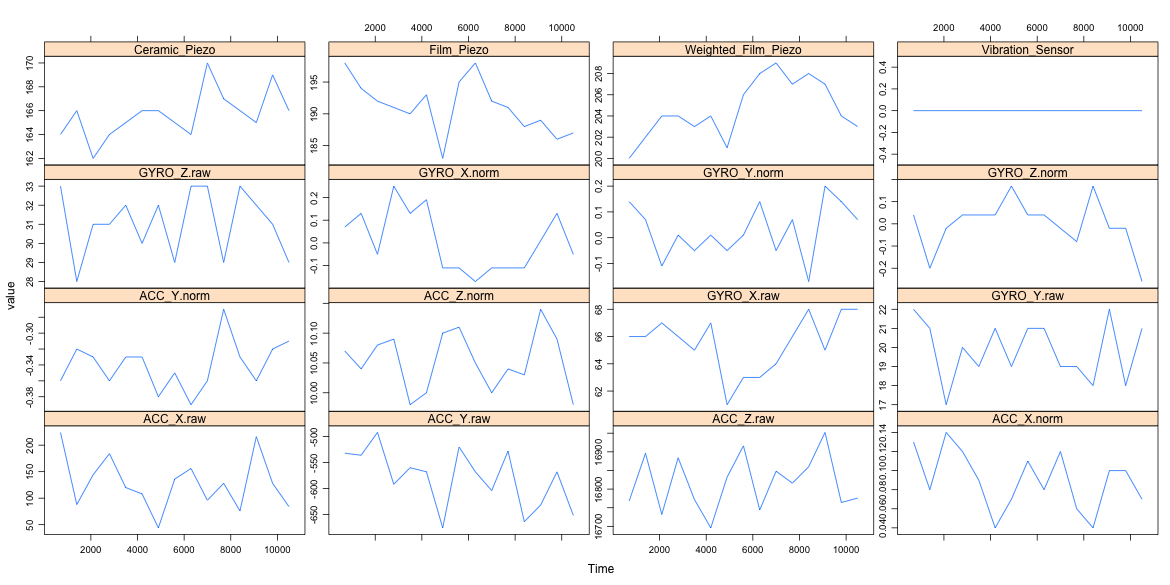 2000 4000 6000 8000 10000 2000 4000 6000 8000 10000
Ceramic_Piezo Film_Piezo Weighted_Film_Piezo Vibration_Sensor
162 164 166 168 170
185 190 195
200 202 204 206 208
-0.4 -0.2 0.0 0.2 0.4
GYRO_Z.raw GYRO_X.norm GYRO_Y.norm GYRO_Z.norm
28 29 30 31 32 33
-0.1 0.0 0.1 0.2
-0.1 0.0 0.1 0.2
-0.2 -0.1 0.0 0.1
value
ACC_Y.norm ACC_Z.norm GYRO_X.raw GYRO_Y.raw
-0.38 -0.34 -0.30
10.00 10.05 10.10
62 64 66 68
17 18 19 20 21 22
ACC_X.raw ACC_Y.raw ACC_Z.raw ACC_X.norm
50 100 150 200
-650 -600 -550 -500
16700 16800 16900
0.04 0.06 0.08 0.10 0.12 0.14
2000 4000 6000 8000 10000 2000 4000 6000 8000 10000
Time